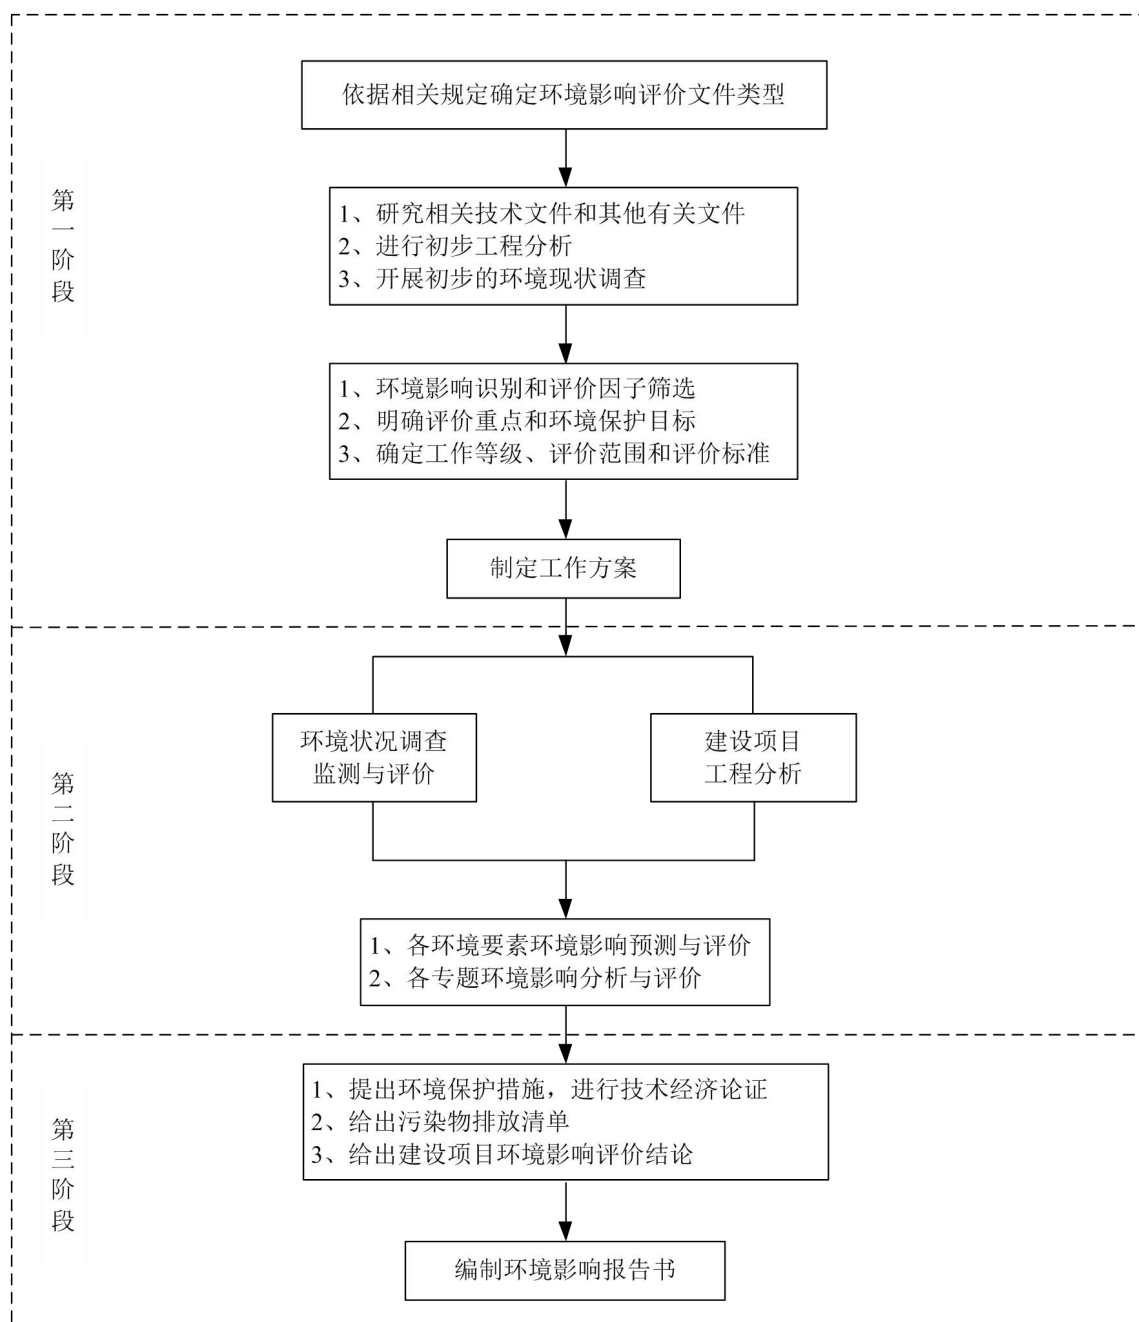 依据相关规定确定环境影响评价文件类型
第一阶段
1、研究相关技术文件和其他有关文件
2、进行初步工程分析
3、开展初步的环境现状调查
1、环境影响识别和评价因子筛选
2、明确评价重点和环境保护目标
3、确定工作等级、评价范围和评价标准
制定工作方案
第二阶段
环境状况调查
监测与评价
建设项目
工程分析
1、各环境要素环境影响预测与评价
2、各专题环境影响分析与评价
第三阶段
1、提出环境保护措施，进行技术经济论证
2、给出污染物排放清单
3、给出建设项目环境影响评价结论
编制环境影响报告书